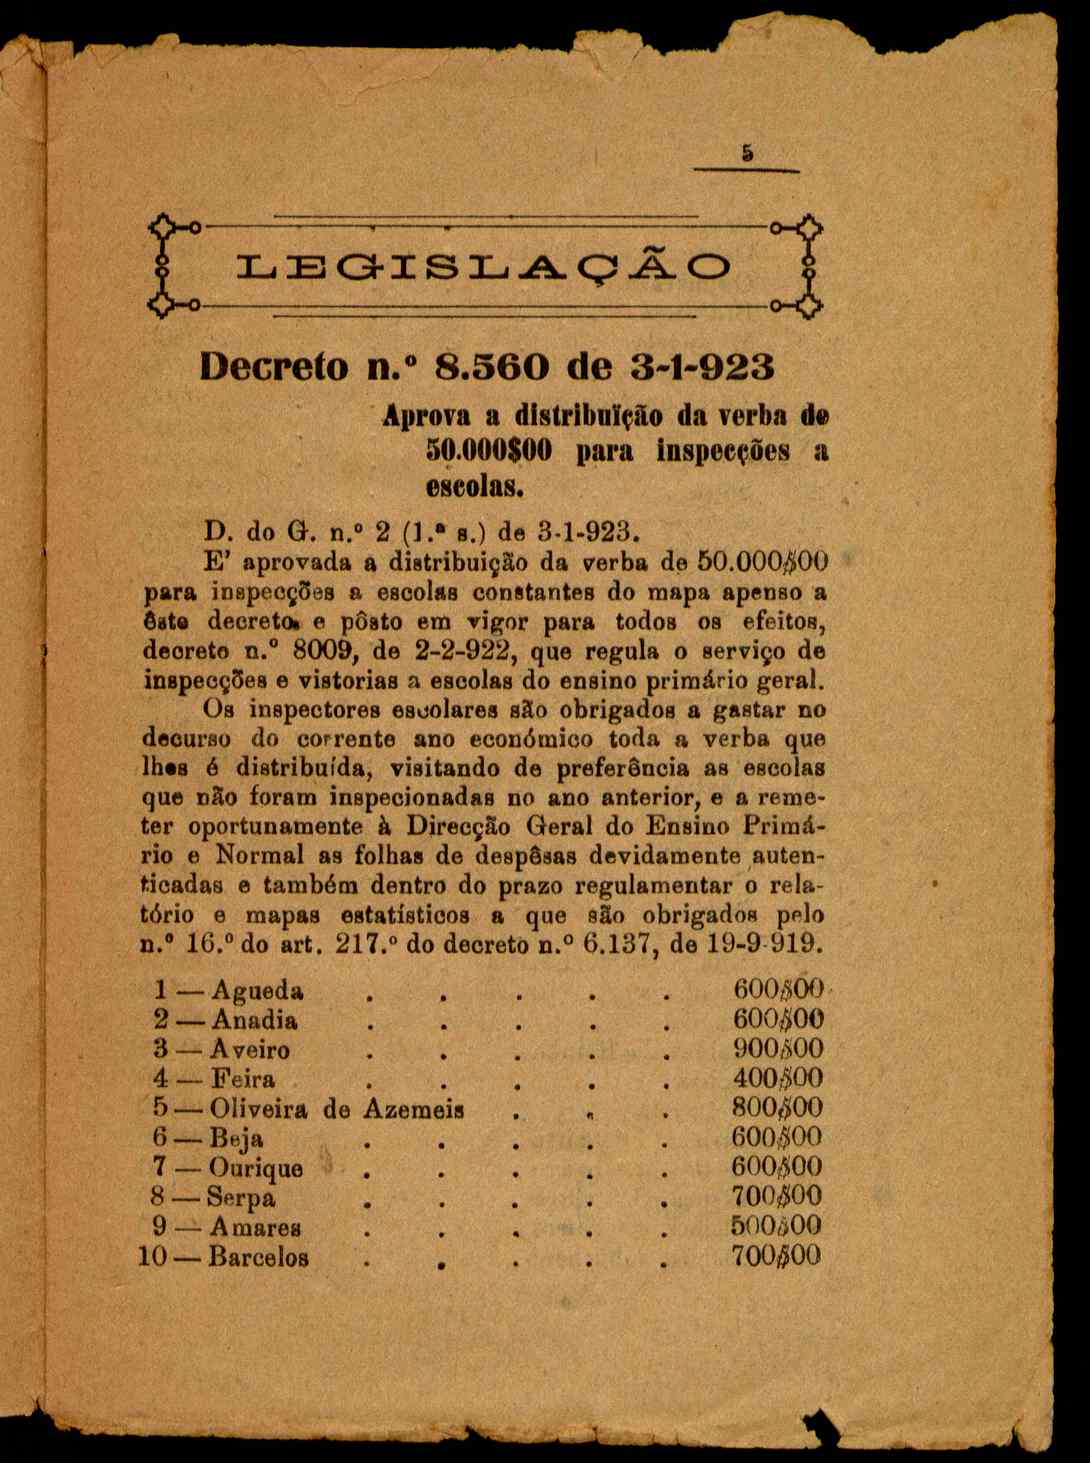 5
LEGISLAÇÃO
Decreto n.º 8.560 de 3-1-923
Aprova a distribuïção da verba de
50.000$00 para inspecções a
escolas.
D. do G. n.º 2 (1.ª s.) de 3-1-923.
E' aprovada a distribuição da verba de 50.000$00
para inspecções a escolas constantes do mapa apenso a
êste decreto, e pôsto em vigor para todos os efeitos,
decreto n.º 8009, de 2-2-922, que regula o serviço de
inspecções e vistorias a escolas do ensino primário geral.
Os inspectores escolares são obrigados a gastar no
decurso do corrente ano económico toda a verba que
lhes é distribuída, visitando de preferência as escolas
que não foram inspecionadas no ano anterior, e a reme-
ter oportunamente à Direcção Geral do Ensino Primá-
rio e Normal as folhas de despêsas devidamente auten-
ticadas e também dentro do prazo regulamentar o rela-
tório e mapas estatísticos a que são obrigados pelo
n.º 16.º do art. 217.º do decreto n.º 6.137, de 19-9-919.
1 — Agueda . . . . . 600$00
2 — Anadia . . . . . 600$00
3 — Aveiro . . . . . 900$00
4 — Feira . . . . . 400$00
5 — Oliveira de Azemeis . . . 800$00
6 — Beja . . . . . 600$00
7 — Ourique . . . . . 600$00
8 — Serpa . . . . . 700$00
9 — Amares . . . . . 500$00
10 — Barcelos . . . . . 700$00